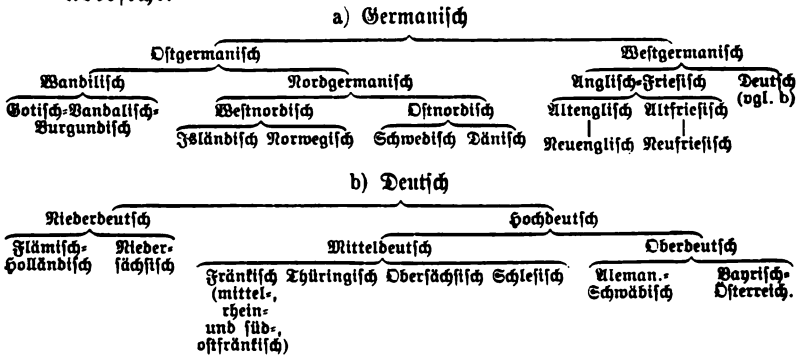 a) Germanisch
Ostgermanisch Westgermanisch
Wandilisch Nordgermanisch Anglisch-Friesisch Deutsch
Gotisch-Vandalisch- Westnordisch Ostnordisch Altenglisch Altfriesisch (vgl. b)
Burgundisch
Isländisch Norwegisch Schwedisch Dänisch
Neuenglisch Neufriesisch
b) Deutsch
Niederdeutsch Hochdeutsch
Flämisch- Nieder- Mitteldeutsch Oberdeutsch
Holländisch sächsisch
Fränkisch Thüringisch Obersächsisch Schlesisch Aleman.- Bayrisch-
(mittel-, Schwäbisch Österreich.
rhein-
und süd-,
ostfränkisch)